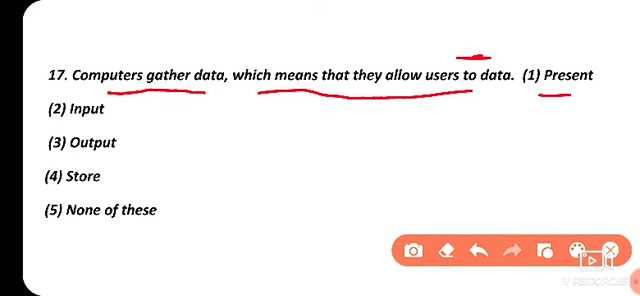 17. Computers gather data, which means that they allow users to data. (1) Present
(2) Input
(3) Output
(4) Store
(5) None of these
V RECORDER